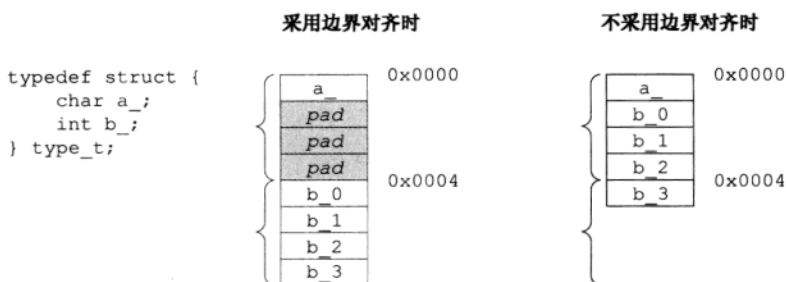 采用边界对齐时
不采用边界对齐时
typedef struct {
char a_;
int b_;
} type_t;
0x0000
a_
pad
pad
pad
0x0004
b_0
b_1
b_2
b_3
0x0000
a_
b_0
b_1
b_2
0x0004
b_3